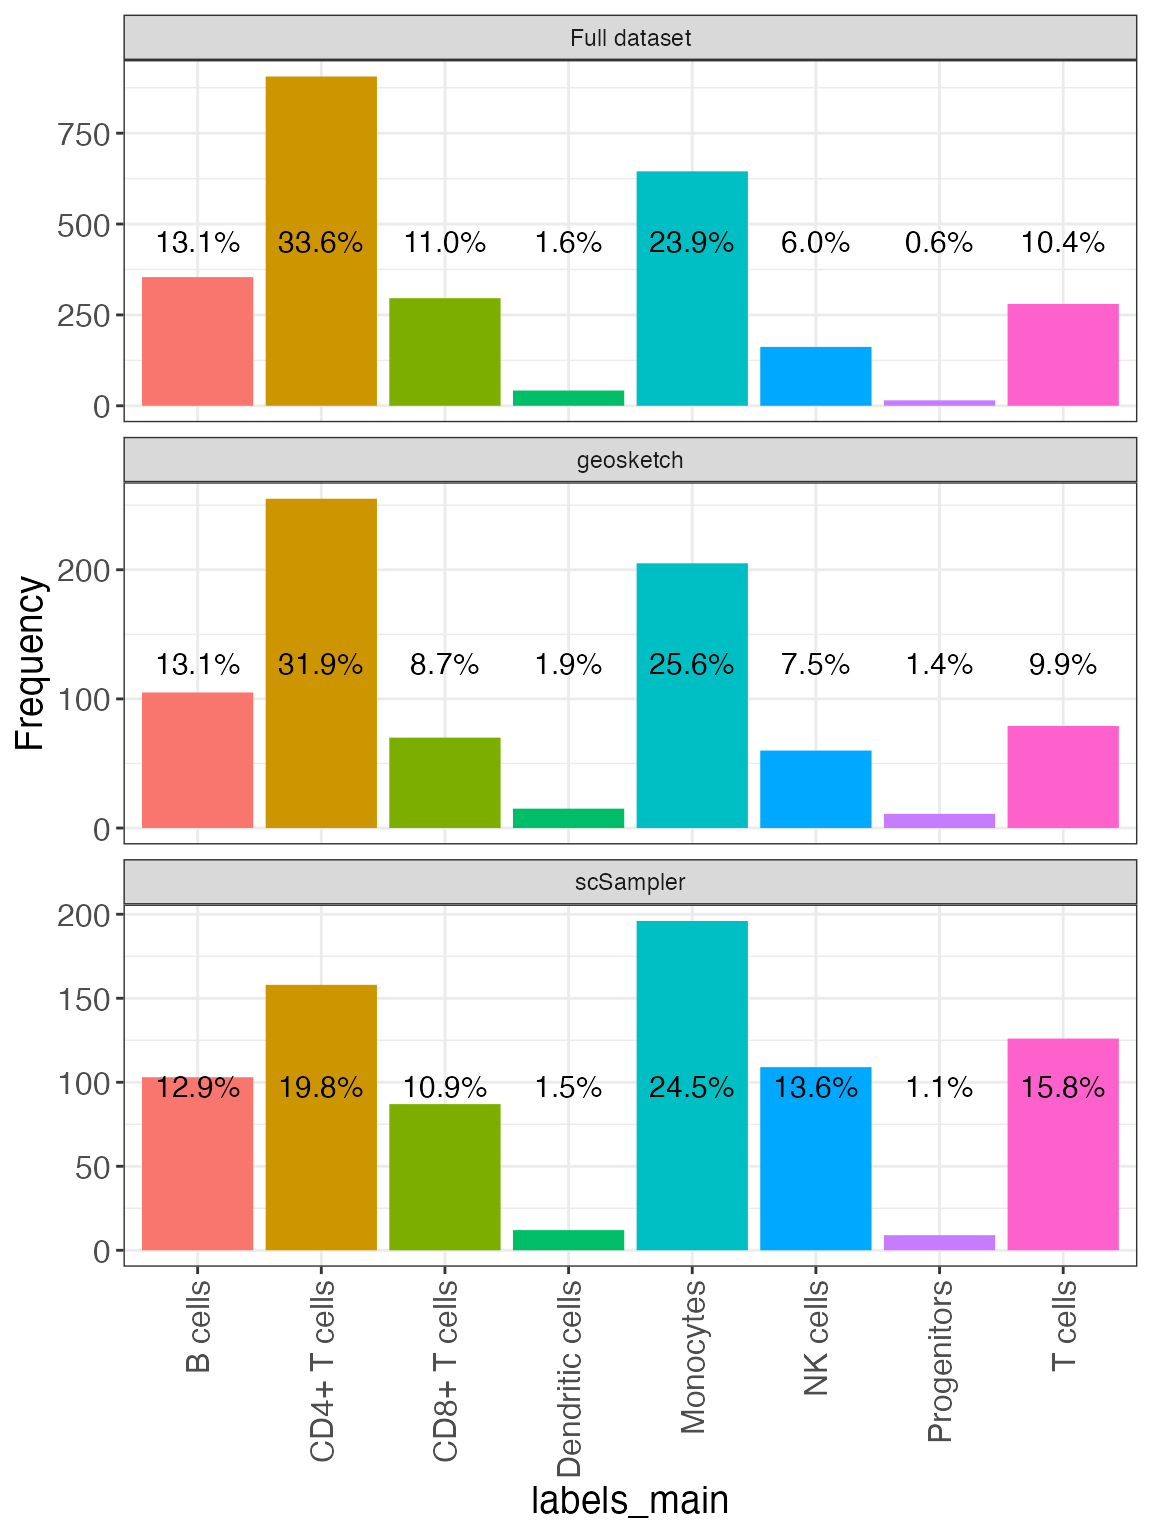 Full dataset
750
500
250
0
13.1% 33.6% 11.0% 1.6% 23.9% 6.0% 0.6% 10.4%
geosketch
200
100
0
13.1% 31.9% 8.7% 1.9% 25.6% 7.5% 1.4% 9.9%
Frequency
scSampler
200
150
100
50
0
12.9% 19.8% 10.9% 1.5% 24.5% 13.6% 1.1% 15.8%
B cells
CD4+ T cells
CD8+ T cells
Dendritic cells
Monocytes
NK cells
Progenitors
T cells
labels_main